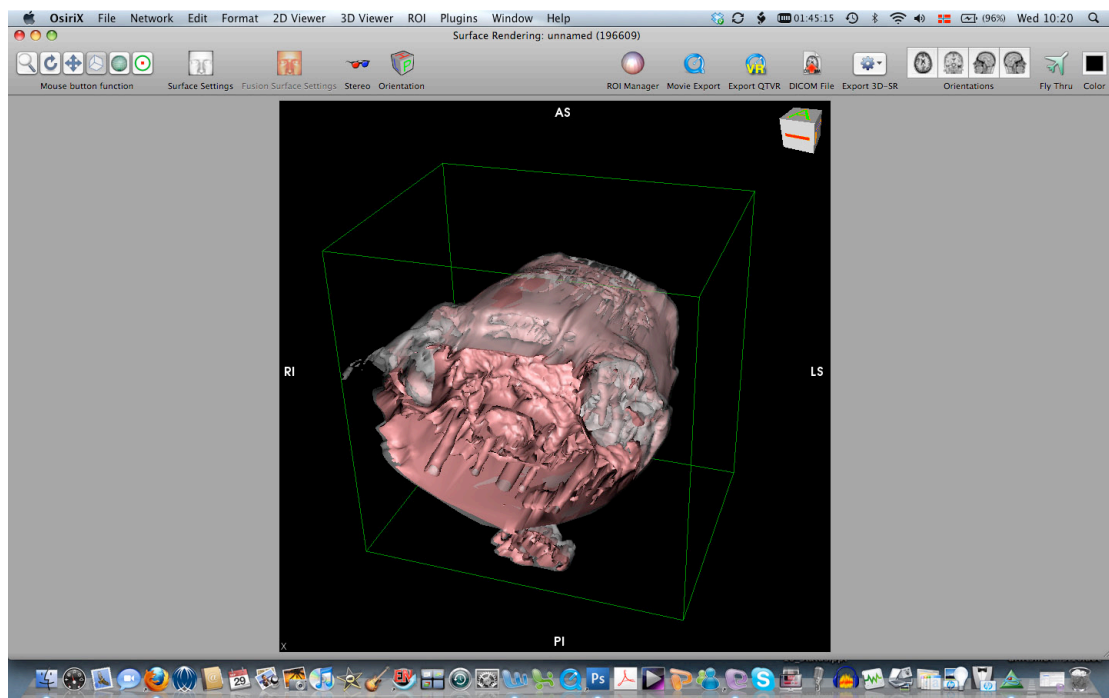 OsiriX File Network Edit Format 2D Viewer 3D Viewer ROI Plugins Window Help 01:45:15 (96%) Wed 10:20
Surface Rendering: unnamed (196609)
Mouse button function Surface Settings Fusion Surface Settings Stereo Orientation ROI Manager Movie Export Export QTVR DICOM File Export 3D-SR Orientations Fly Thru Color
AS
A
RI
LS
PI
X
29
Ps